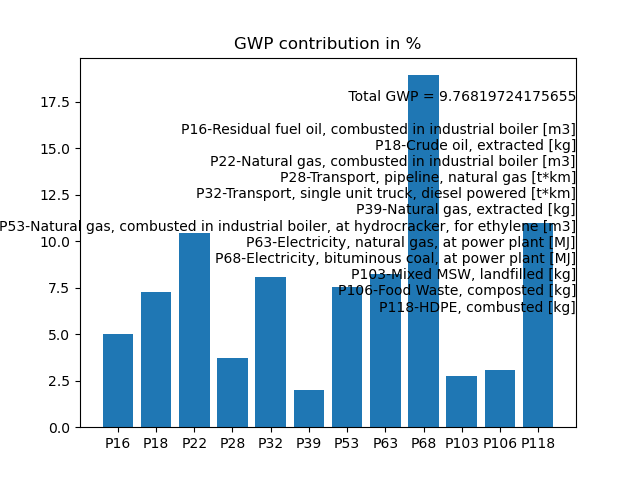 GWP contribution in %
Total GWP = 9.76819724175655
17.5
P16-Residual fuel oil, combusted in industrial boiler [m3]
P18-Crude oil, extracted [kg]
15.0
P22-Natural gas, combusted in industrial boiler [m3]
P28-Transport, pipeline, natural gas [t*km]
12.5
P32-Transport, single unit truck, diesel powered [t*km]
P39-Natural gas, extracted [kg]
P53-Natural gas, combusted in industrial boiler, at hydrocracker, for ethylene [m3]
10.0
P63-Electricity, natural gas, at power plant [MJ]
P68-Electricity, bituminous coal, at power plant [MJ]
P103-Mixed MSW, landfilled [kg]
7.5
P106-Food Waste, composted [kg]
P118-HDPE, combusted [kg]
5.0
2.5
0.0
P16 P18 P22 P28 P32 P39 P53 P63 P68 P103 P106 P118